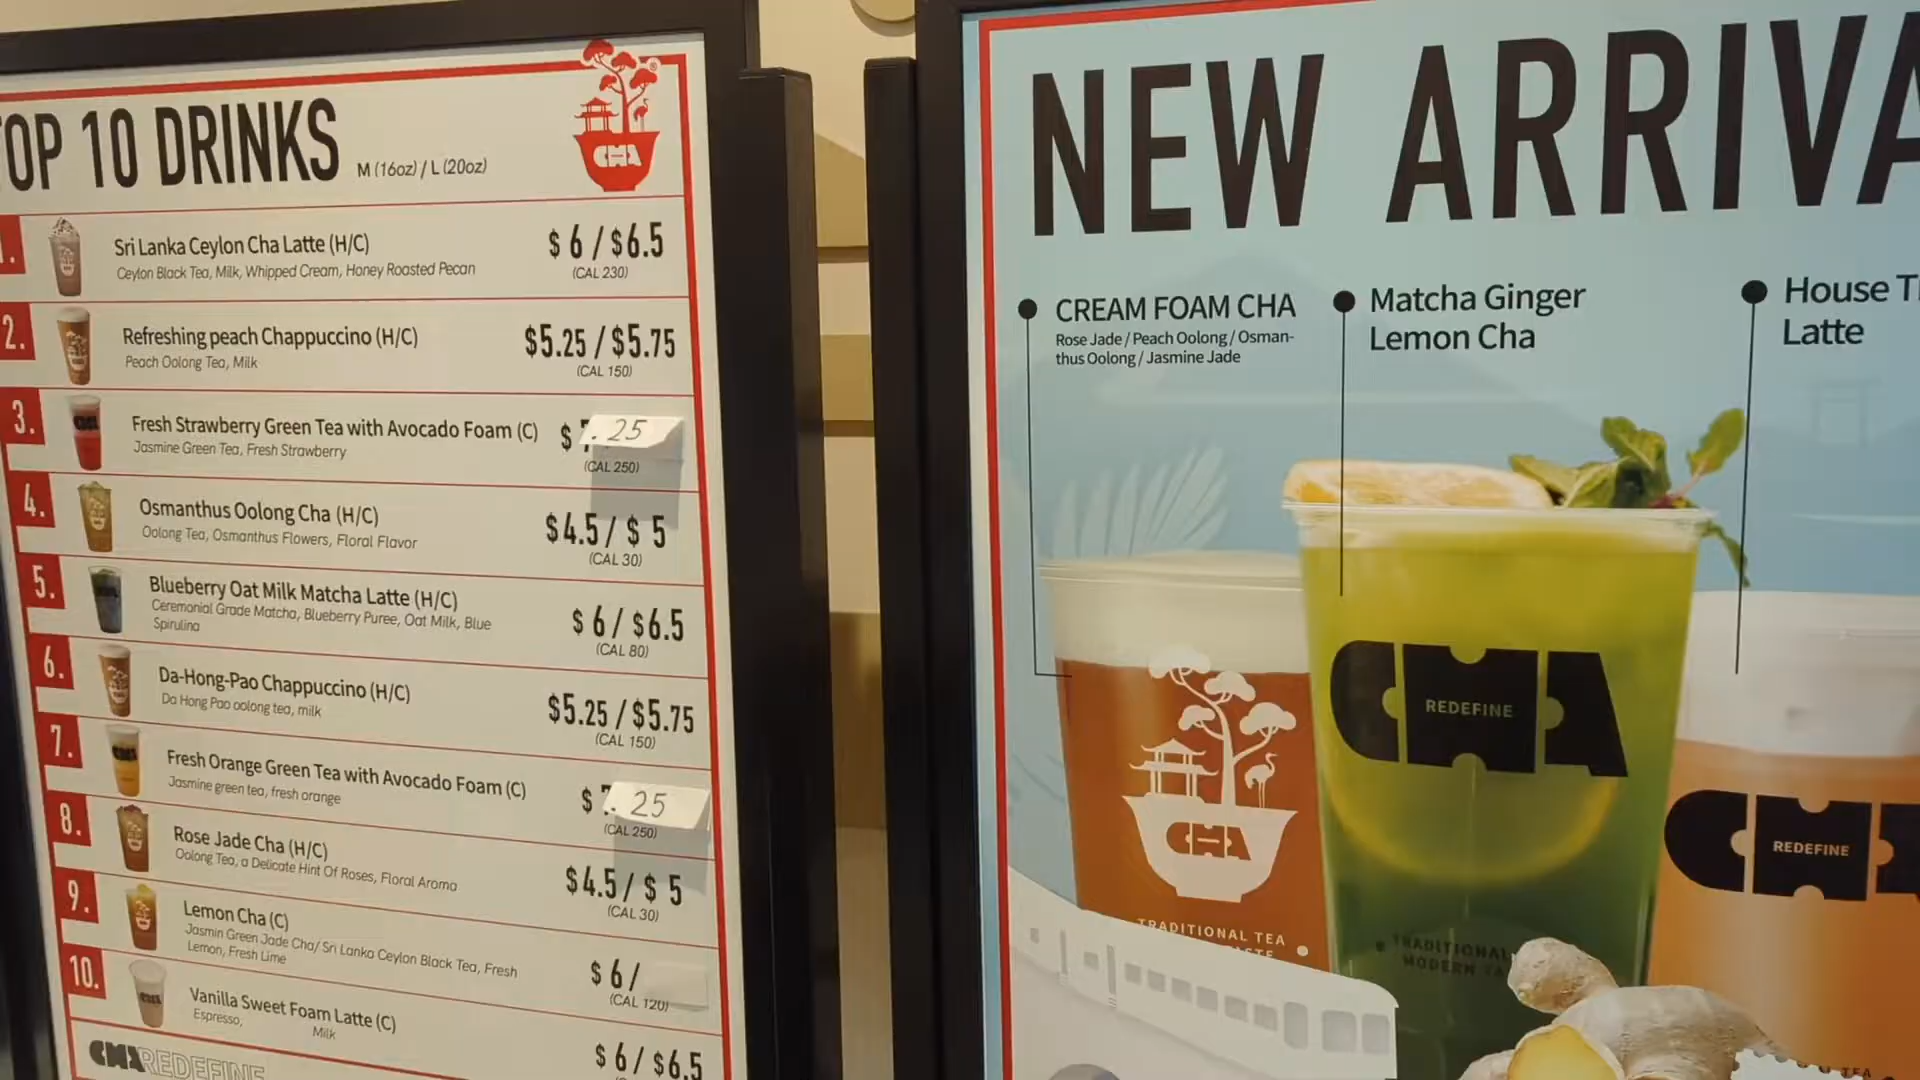 TOP 10 DRINKS
M (16oz) / L (20oz)
CHA
1.
Sri Lanka Ceylon Cha Latte (H/C)
Ceylon Black Tea, Milk, Whipped Cream, Honey Roasted Pecan
$ 6 / $6.5
(CAL 230)
2.
Refreshing peach Chappuccino (H/C)
Peach Oolong Tea, Milk
$5.25 / $5.75
(CAL 150)
3.
Fresh Strawberry Green Tea with Avocado Foam (C)
Jasmine Green Tea, Fresh Strawberry
$ .25
(CAL 250)
4.
Osmanthus Oolong Cha (H/C)
Oolong Tea, Osmanthus Flowers, Floral Flavor
$4.5 / $ 5
(CAL 30)
5.
Blueberry Oat Milk Matcha Latte (H/C)
Ceremonial Grade Matcha, Blueberry Puree, Oat Milk, Blue
Spirulina
$ 6 / $6.5
(CAL 80)
6.
Da-Hong-Pao Chappuccino (H/C)
Da Hong Pao oolong tea, milk
$5.25 / $5.75
(CAL 150)
7.
Fresh Orange Green Tea with Avocado Foam (C)
Jasmine green tea, fresh orange
$ .25
(CAL 250)
8.
Rose Jade Cha (H/C)
Oolong Tea, a Delicate Hint Of Roses, Floral Aroma
$4.5 / $ 5
(CAL 30)
9.
Lemon Cha (C)
Jasmin Green Jade Cha/ Sri Lanka Ceylon Black Tea, Fresh
Lemon, Fresh Lime
$ 6 /
(CAL 120)
10.
Vanilla Sweet Foam Latte (C)
Espresso, Milk
$ 6 / $6.5
CHA REDEFINE
NEW ARRIVA
CREAM FOAM CHA
Rose Jade / Peach Oolong / Osman-
thus Oolong / Jasmine Jade
Matcha Ginger
Lemon Cha
House T
Latte
CHA
REDEFINE
CHA
REDEFINE
CHA
TRADITIONAL TEA
TRADITIONAL
MODERN
TEA